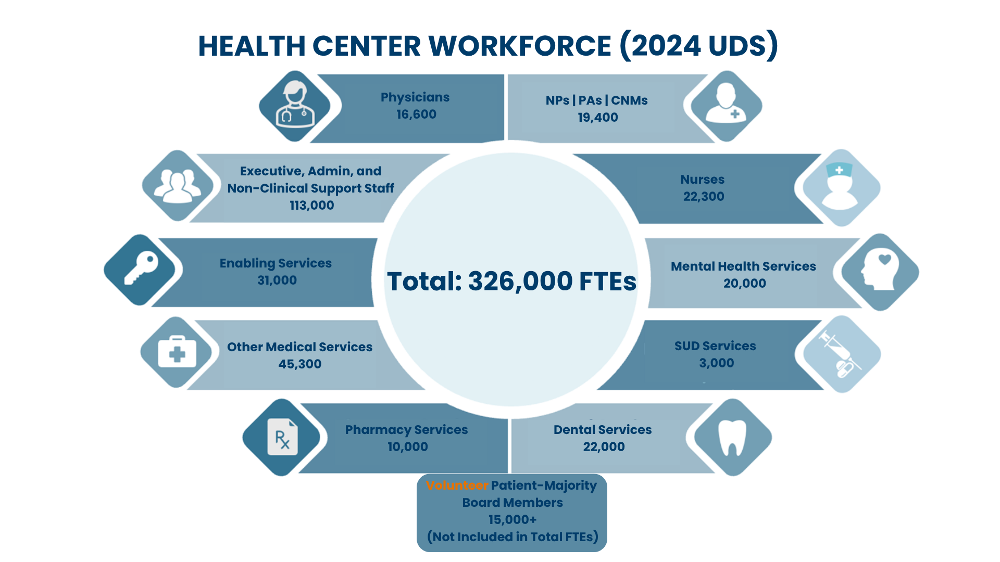 HEALTH CENTER WORKFORCE (2024 UDS)
Physicians
16,600
NPs | PAs | CNMs
19,400
Executive, Admin, and
Non-Clinical Support Staff
113,000
Nurses
22,300
Enabling Services
31,000
Total: 326,000 FTEs
Mental Health Services
20,000
Other Medical Services
45,300
SUD Services
3,000
Pharmacy Services
10,000
Rx
Dental Services
22,000
Volunteer Patient-Majority
Board Members
15,000+
(Not Included in Total FTEs)